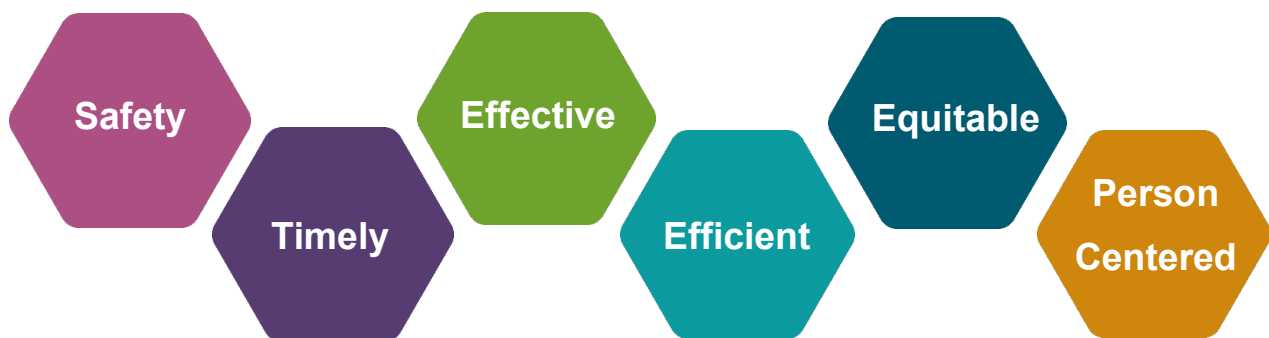 Safety
Timely
Effective
Efficient
Equitable
Person
Centered